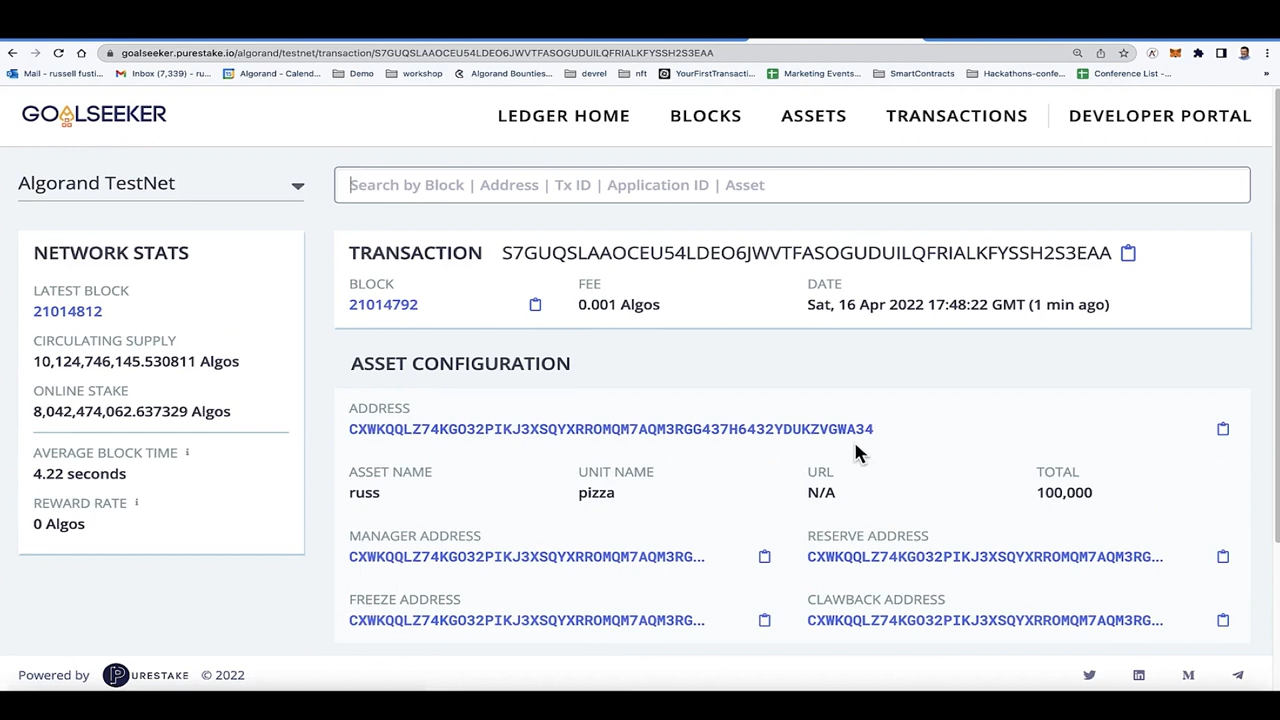 goalseeker.purestake.io/algorand/testnet/transaction/S7GUQSLAAOCEU54LDEO6JWVTFASOGUDUILQFRIALKFYSSH2S3EAA
Mail - russell fusti... Inbox (7,339) - ru... Algorand - Calend... Demo workshop Algorand Bounties... devrel nft YourFirstTransacti... Marketing Events... SmartContracts Hackathons-confe... Conference List -... »
GOALSEEKER LEDGER HOME BLOCKS ASSETS TRANSACTIONS DEVELOPER PORTAL
Algorand TestNet
Search by Block | Address | Tx ID | Application ID | Asset
NETWORK STATS
LATEST BLOCK
21014812
CIRCULATING SUPPLY
10,124,746,145.530811 Algos
ONLINE STAKE
8,042,474,062.637329 Algos
AVERAGE BLOCK TIME i
4.22 seconds
REWARD RATE i
0 Algos
TRANSACTION S7GUQSLAAOCEU54LDEO6JWVTFASOGUDUILQFRIALKFYSSH2S3EAA
BLOCK FEE DATE
21014792 0.001 Algos Sat, 16 Apr 2022 17:48:22 GMT (1 min ago)
ASSET CONFIGURATION
ADDRESS
CXWKQQLZ74KGO32PIKJ3XSQYXRROMQM7AQM3RGG437H6432YDUKZVGWA34
ASSET NAME UNIT NAME URL TOTAL
russ pizza N/A 100,000
MANAGER ADDRESS RESERVE ADDRESS
CXWKQQLZ74KGO32PIKJ3XSQYXRROMQM7AQM3RG... CXWKQQLZ74KGO32PIKJ3XSQYXRROMQM7AQM3RG...
FREEZE ADDRESS CLAWBACK ADDRESS
CXWKQQLZ74KGO32PIKJ3XSQYXRROMQM7AQM3RG... CXWKQQLZ74KGO32PIKJ3XSQYXRROMQM7AQM3RG...
Powered by PURESTAKE © 2022